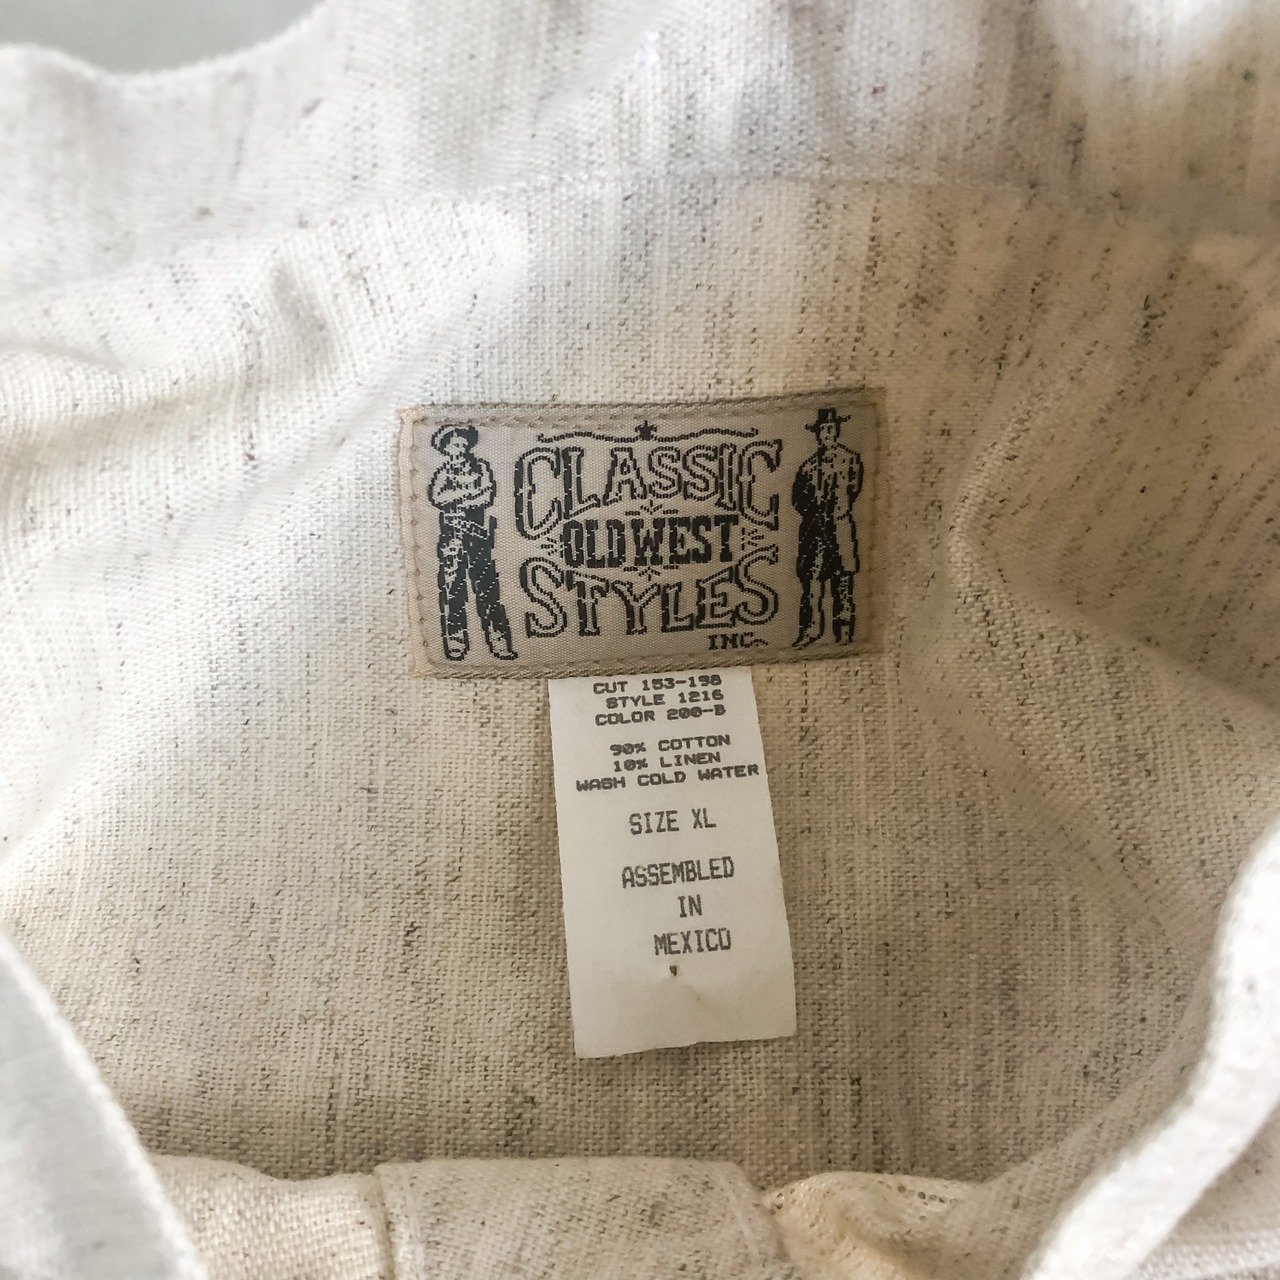 CLASSIC
OLD WEST
STYLES
INC.
CUT 153-198
STYLE 1216
COLOR 200-B
90% COTTON
10% LINEN
WASH COLD WATER
SIZE XL
ASSEMBLED
IN
MEXICO